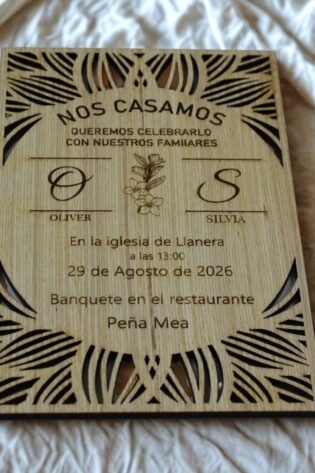 NOS CASAMOS
QUEREMOS CELEBRARLO
CON NUESTROS FAMILIARES
O S
OLIVER SILVIA
En la iglesia de Llanera
a las 13:00
29 de Agosto de 2026
Banquete en el restaurante
Peña Mea